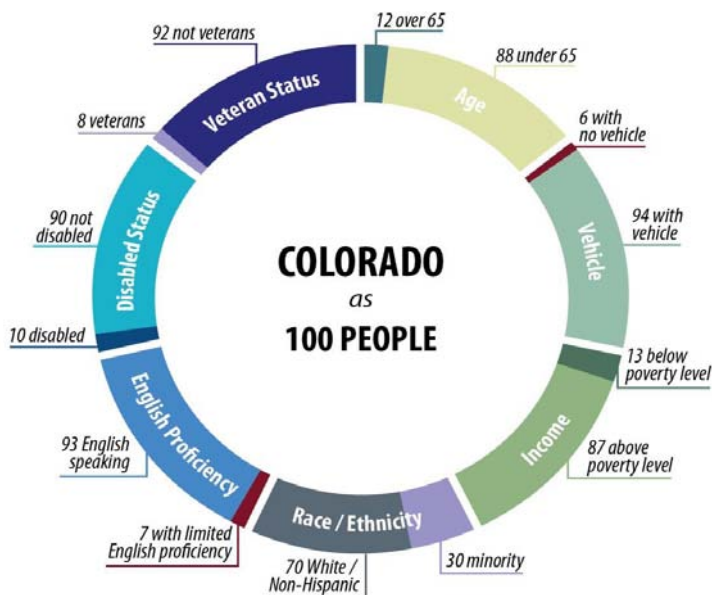 COLORADO
as
100 PEOPLE
12 over 65
Age
88 under 65
6 with
no vehicle
Vehicle
94 with
vehicle
13 below
poverty level
Income
87 above
poverty level
Race / Ethnicity
30 minority
70 White /
Non-Hispanic
English Proficiency
7 with limited
English proficiency
93 English
speaking
Disabled Status
10 disabled
90 not
disabled
Veteran Status
8 veterans
92 not veterans